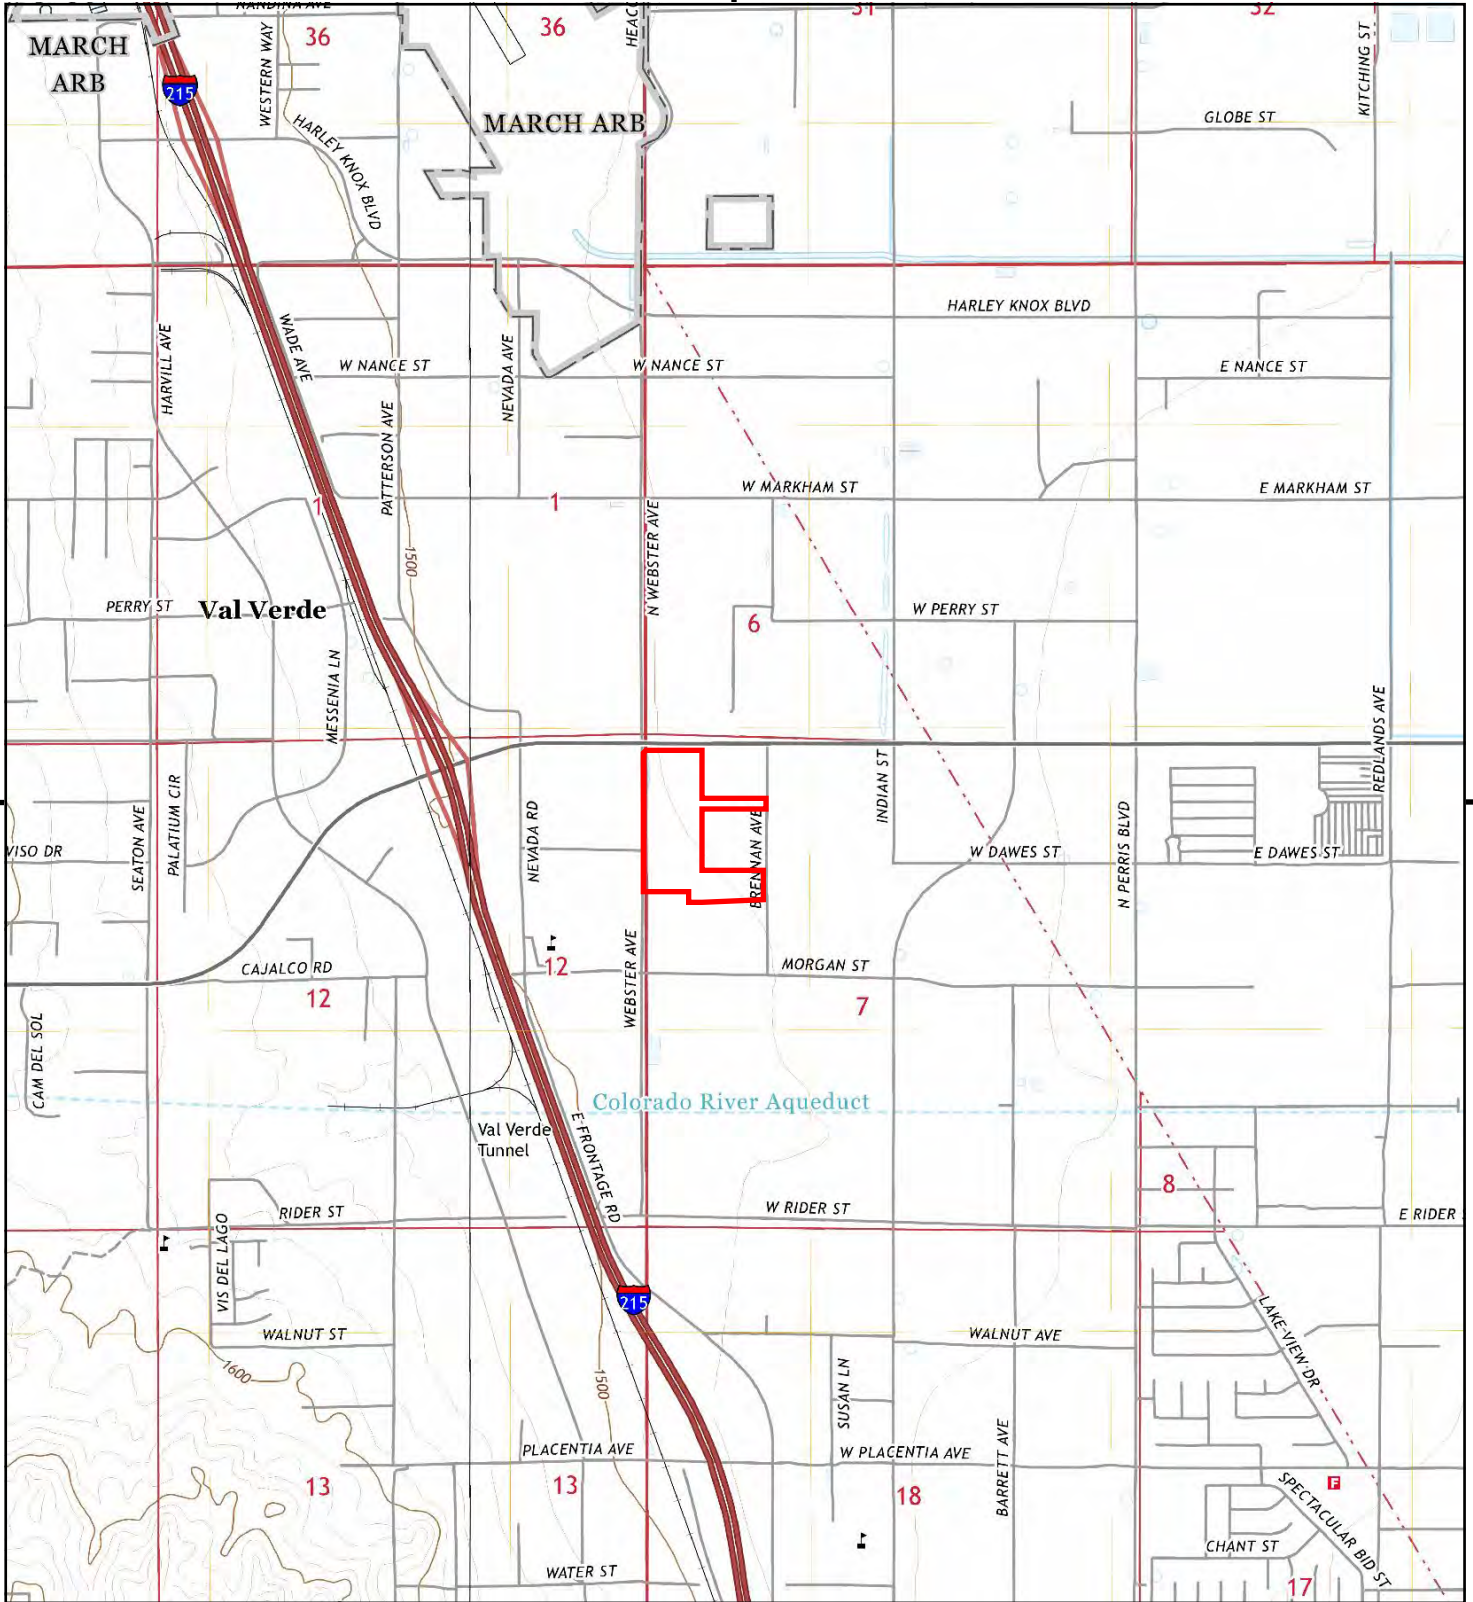 NANDINA AVE
36
36
31
32
MARCH
ARB
215
WESTERN WAY
HARLEY KNOX BLVD
MARCH ARB
GLOBE ST
KITCHING ST
HARVILL AVE
WADE AVE
W NANCE ST
NEVADA AVE
W NANCE ST
HARLEY KNOX BLVD
E NANCE ST
PATTERSON AVE
1
1
1500
N WEBSTER AVE
W MARKHAM ST
E MARKHAM ST
PERRY ST
Val Verde
6
W PERRY ST
MESSENIA LN
REDLANDS AVE
PALATIUM CIR
SEATON AVE
VISO DR
NEVADA RD
BRENNAN AVE
INDIAN ST
W DAWES ST
N PERRIS BLVD
E DAWES ST
CAJALCO RD
12
12
WEBSTER AVE
MORGAN ST
7
CAM DEL SOL
Colorado River Aqueduct
Val Verde
Tunnel
E FRONTAGE RD
8
RIDER ST
W RIDER ST
E RIDER
VIS DEL LAGO
215
WALNUT ST
WALNUT AVE
LAKE VIEW DR
1600
1500
SUSAN LN
PLACENTIA AVE
W PLACENTIA AVE
BARRETT AVE
13
13
18
F
SPECTACULAR BID ST
CHANT ST
WATER ST
17